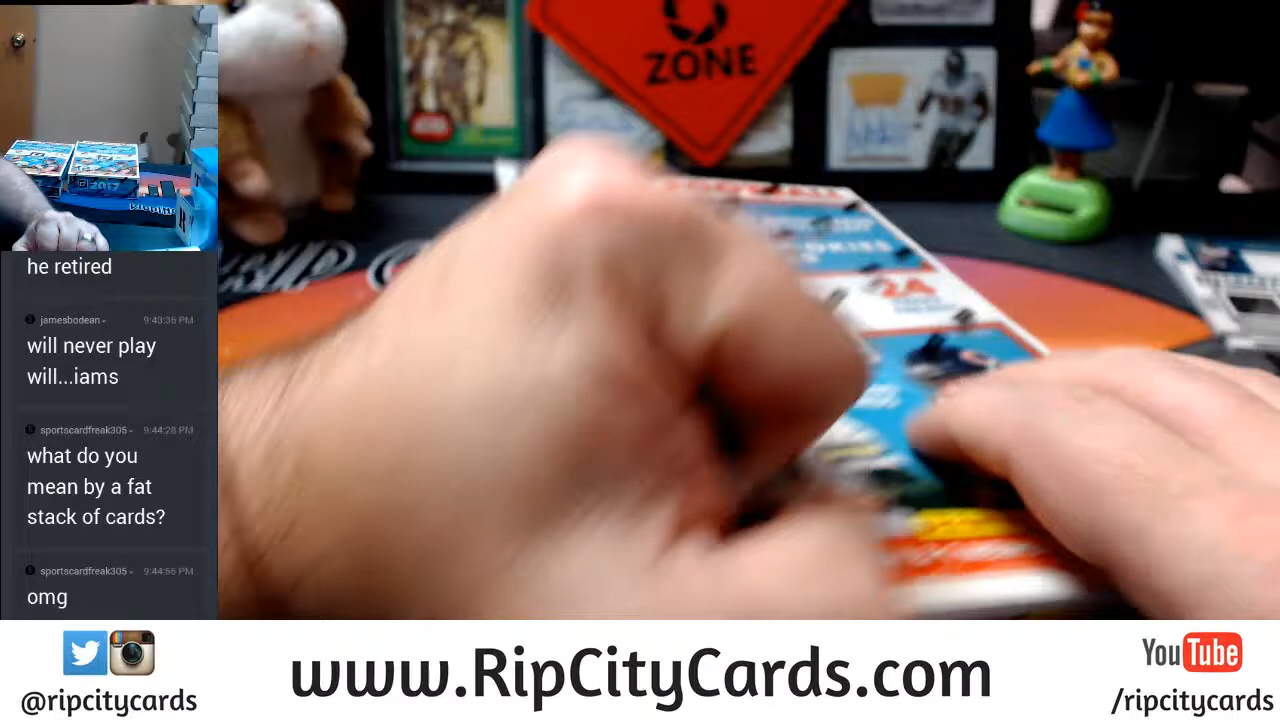 ZONE
2017
24
he retired
jamesbodean
9:43:36 PM
will never play
will...iams
sportscardfreak305
9:44:28 PM
what do you
mean by a fat
stack of cards?
sportscardfreak305
9:44:56 PM
omg
@ripcitycards
www.RipCityCards.com
YouTube
/ripcitycards